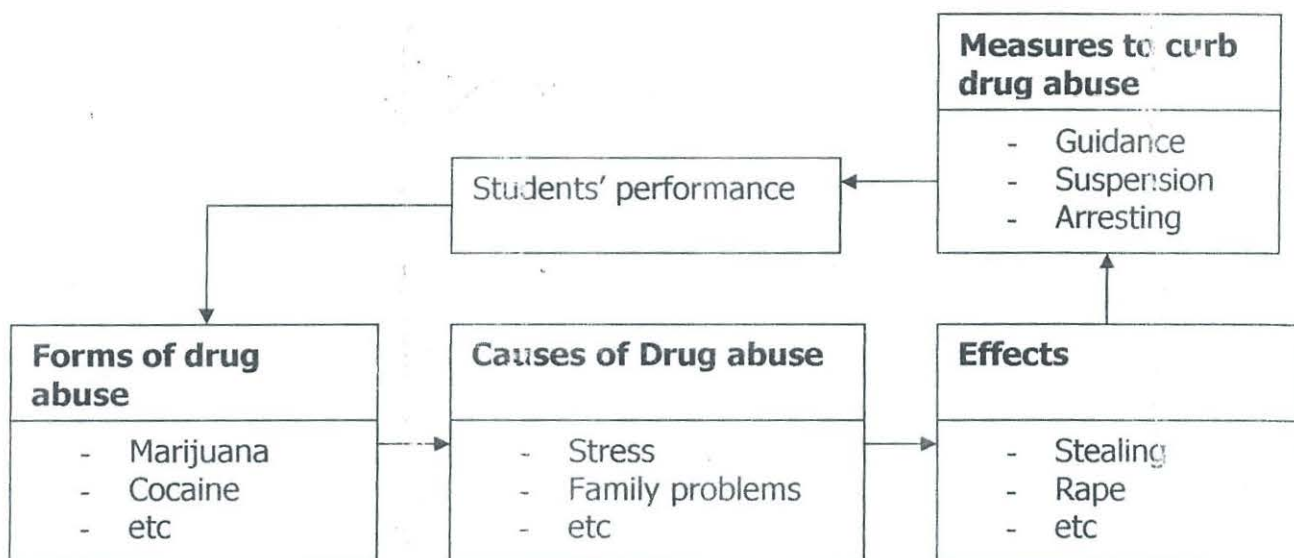 Measures to curb
drug abuse
- Guidance
- Suspension
- Arresting
Students' performance
Forms of drug
abuse
- Marijuana
- Cocaine
- etc
Causes of Drug abuse
- Stress
- Family problems
- etc
Effects
- Stealing
- Rape
- etc